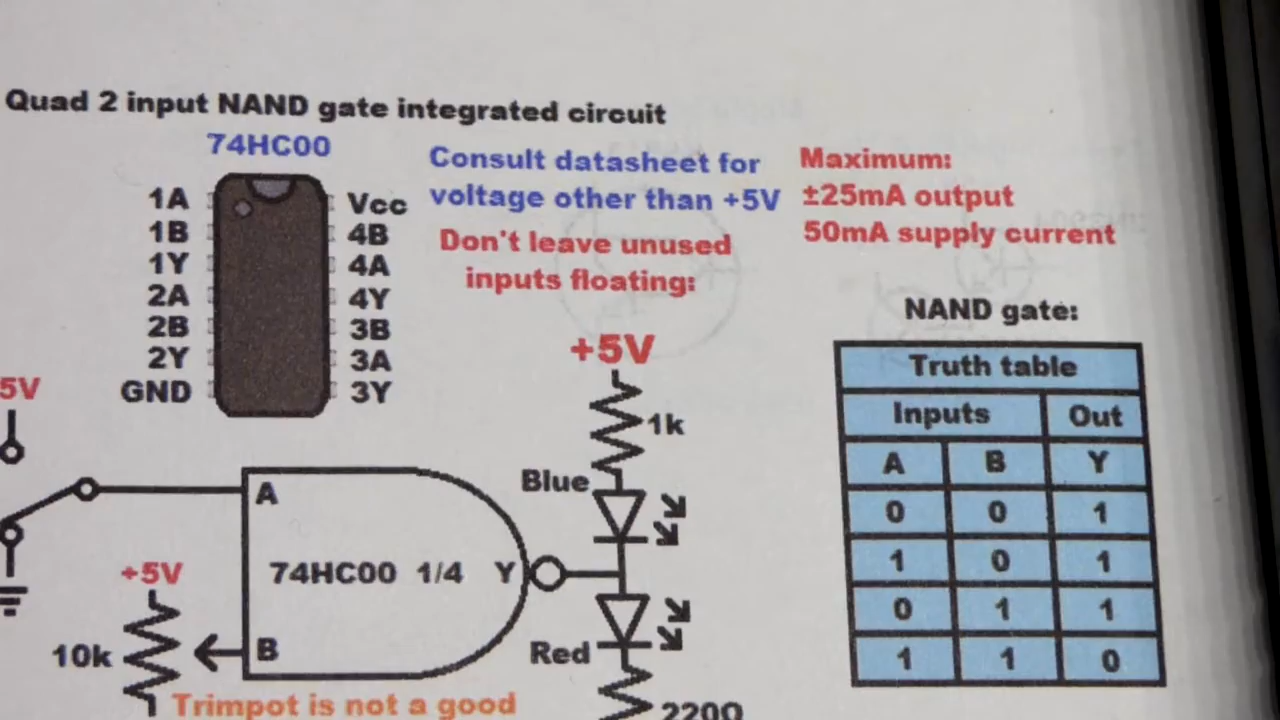 Quad 2 input NAND gate integrated circuit
74HC00
1A
1B
1Y
2A
2B
2Y
GND
Vcc
4B
4A
4Y
3B
3A
3Y
Consult datasheet for
voltage other than +5V
Don't leave unused
inputs floating:
Maximum:
±25mA output
50mA supply current
+5V
1k
Blue
5V
A
74HC00 1/4 Y
B
+5V
10k
Red
220Ω
Trimpot is not a good
NAND gate:
Truth table
Inputs Out
A B Y
0 0 1
1 0 1
0 1 1
1 1 0